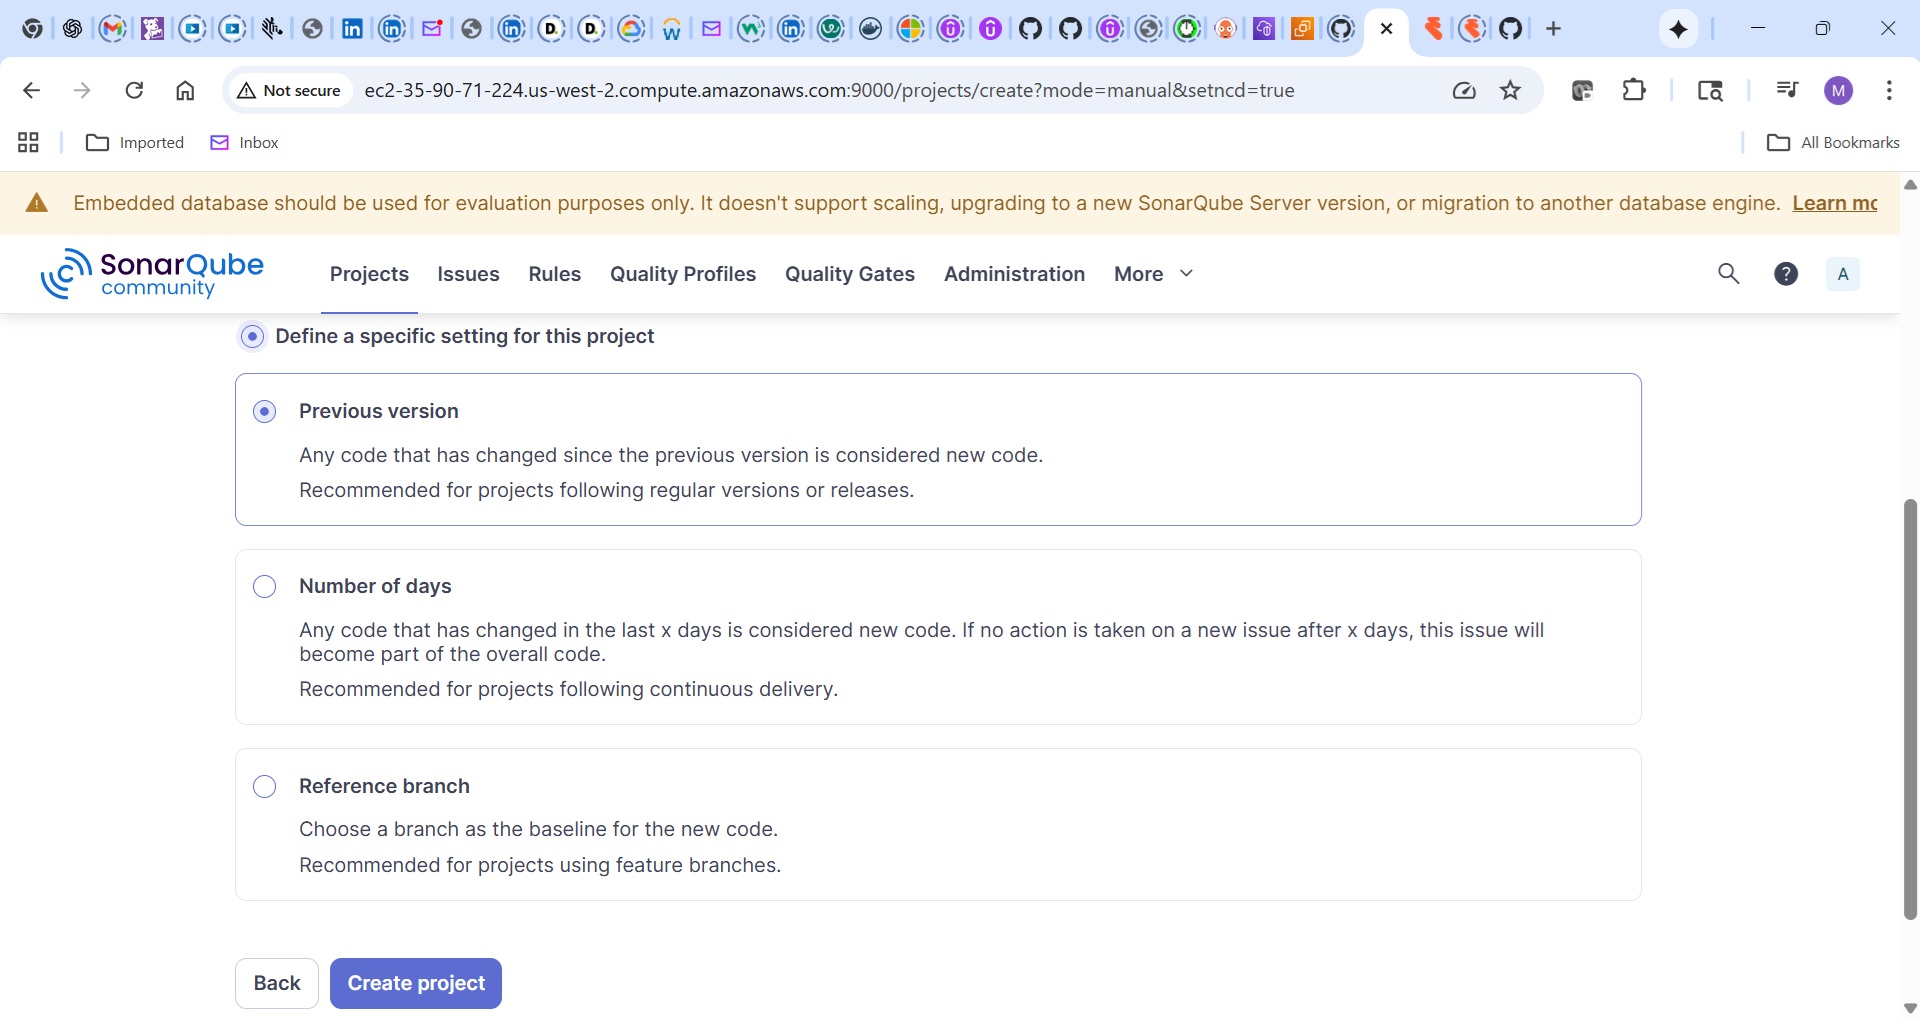 Not secure
ec2-35-90-71-224.us-west-2.compute.amazonaws.com:9000/projects/create?mode=manual&setncd=true
M
Imported
Inbox
All Bookmarks
Embedded database should be used for evaluation purposes only. It doesn't support scaling, upgrading to a new SonarQube Server version, or migration to another database engine. Learn mo
SonarQube
community
Projects
Issues
Rules
Quality Profiles
Quality Gates
Administration
More
A
Define a specific setting for this project
Previous version
Any code that has changed since the previous version is considered new code.
Recommended for projects following regular versions or releases.
Number of days
Any code that has changed in the last x days is considered new code. If no action is taken on a new issue after x days, this issue will
become part of the overall code.
Recommended for projects following continuous delivery.
Reference branch
Choose a branch as the baseline for the new code.
Recommended for projects using feature branches.
Back
Create project